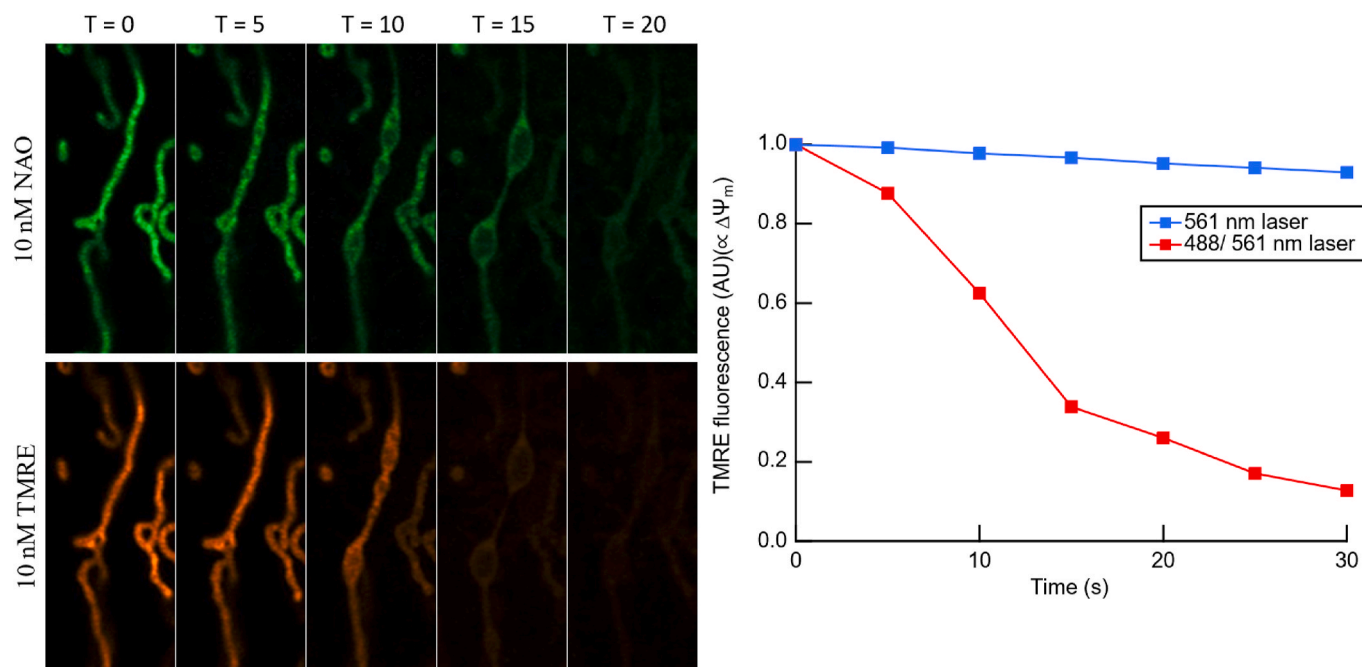 T = 0 T = 5 T = 10 T = 15 T = 20
10 nM NAO
10 nM TMRE
TMRE fluorescence (AU)(∝ ΔΨm)
1.0
0.8
0.6
0.4
0.2
0.0
561 nm laser
488/ 561 nm laser
0 10 20 30
Time (s)